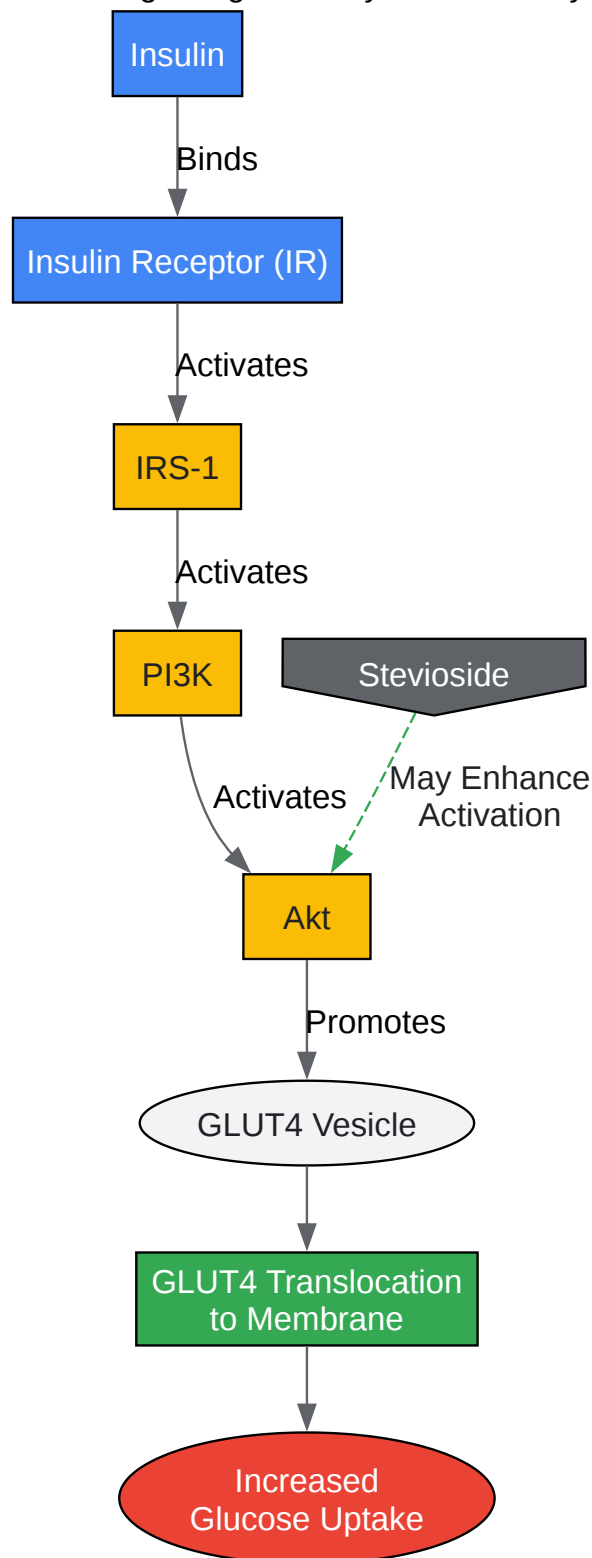 Insulin
Binds
Insulin Receptor (IR)
Activates
IRS-1
Activates
PI3K
Stevioside
Activates
May Enhance
Activation
Akt
Promotes
GLUT4 Vesicle
GLUT4 Translocation
to Membrane
Increased
Glucose Uptake